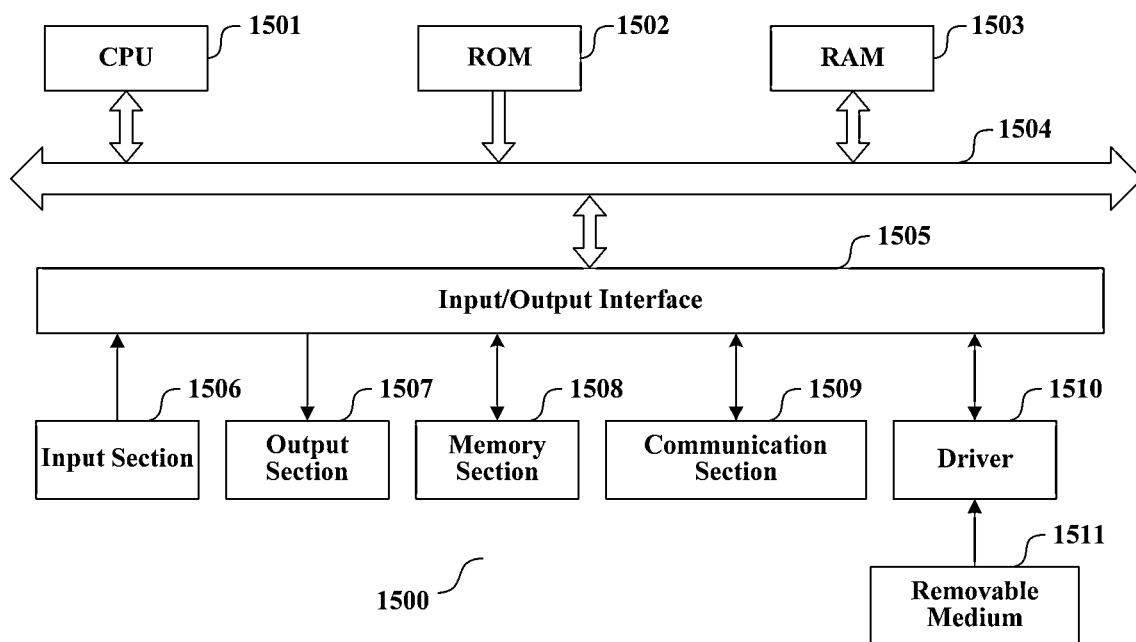 1501
1502
1503
CPU
ROM
RAM
1504
1505
Input/Output Interface
1506
1507
1508
1509
1510
Input Section
Output
Section
Memory
Section
Communication
Section
Driver
1511
1500
Removable
Medium